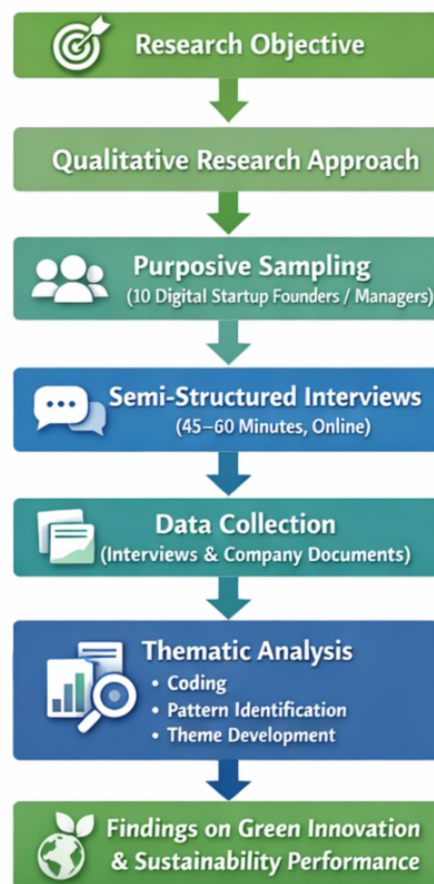 Research Objective
Qualitative Research Approach
Purposive Sampling
(10 Digital Startup Founders / Managers)
Semi-Structured Interviews
(45–60 Minutes, Online)
Data Collection
(Interviews & Company Documents)
Thematic Analysis
• Coding
• Pattern Identification
• Theme Development
Findings on Green Innovation
& Sustainability Performance